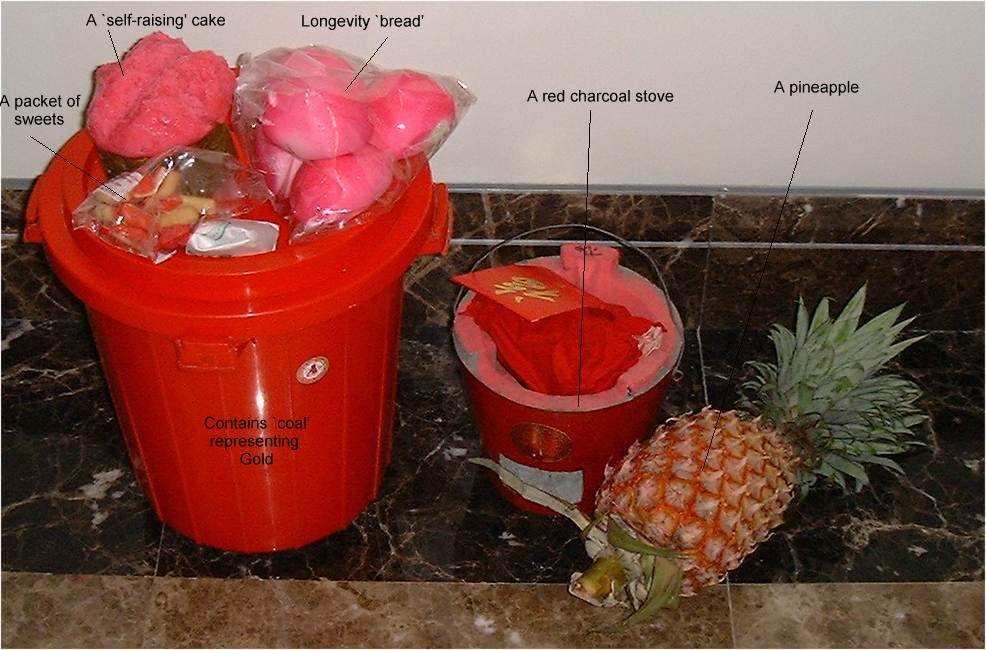 A `self-raising' cake
Longevity `bread'
A packet of
sweets
A red charcoal stove
A pineapple
Contains `coal'
representing
Gold